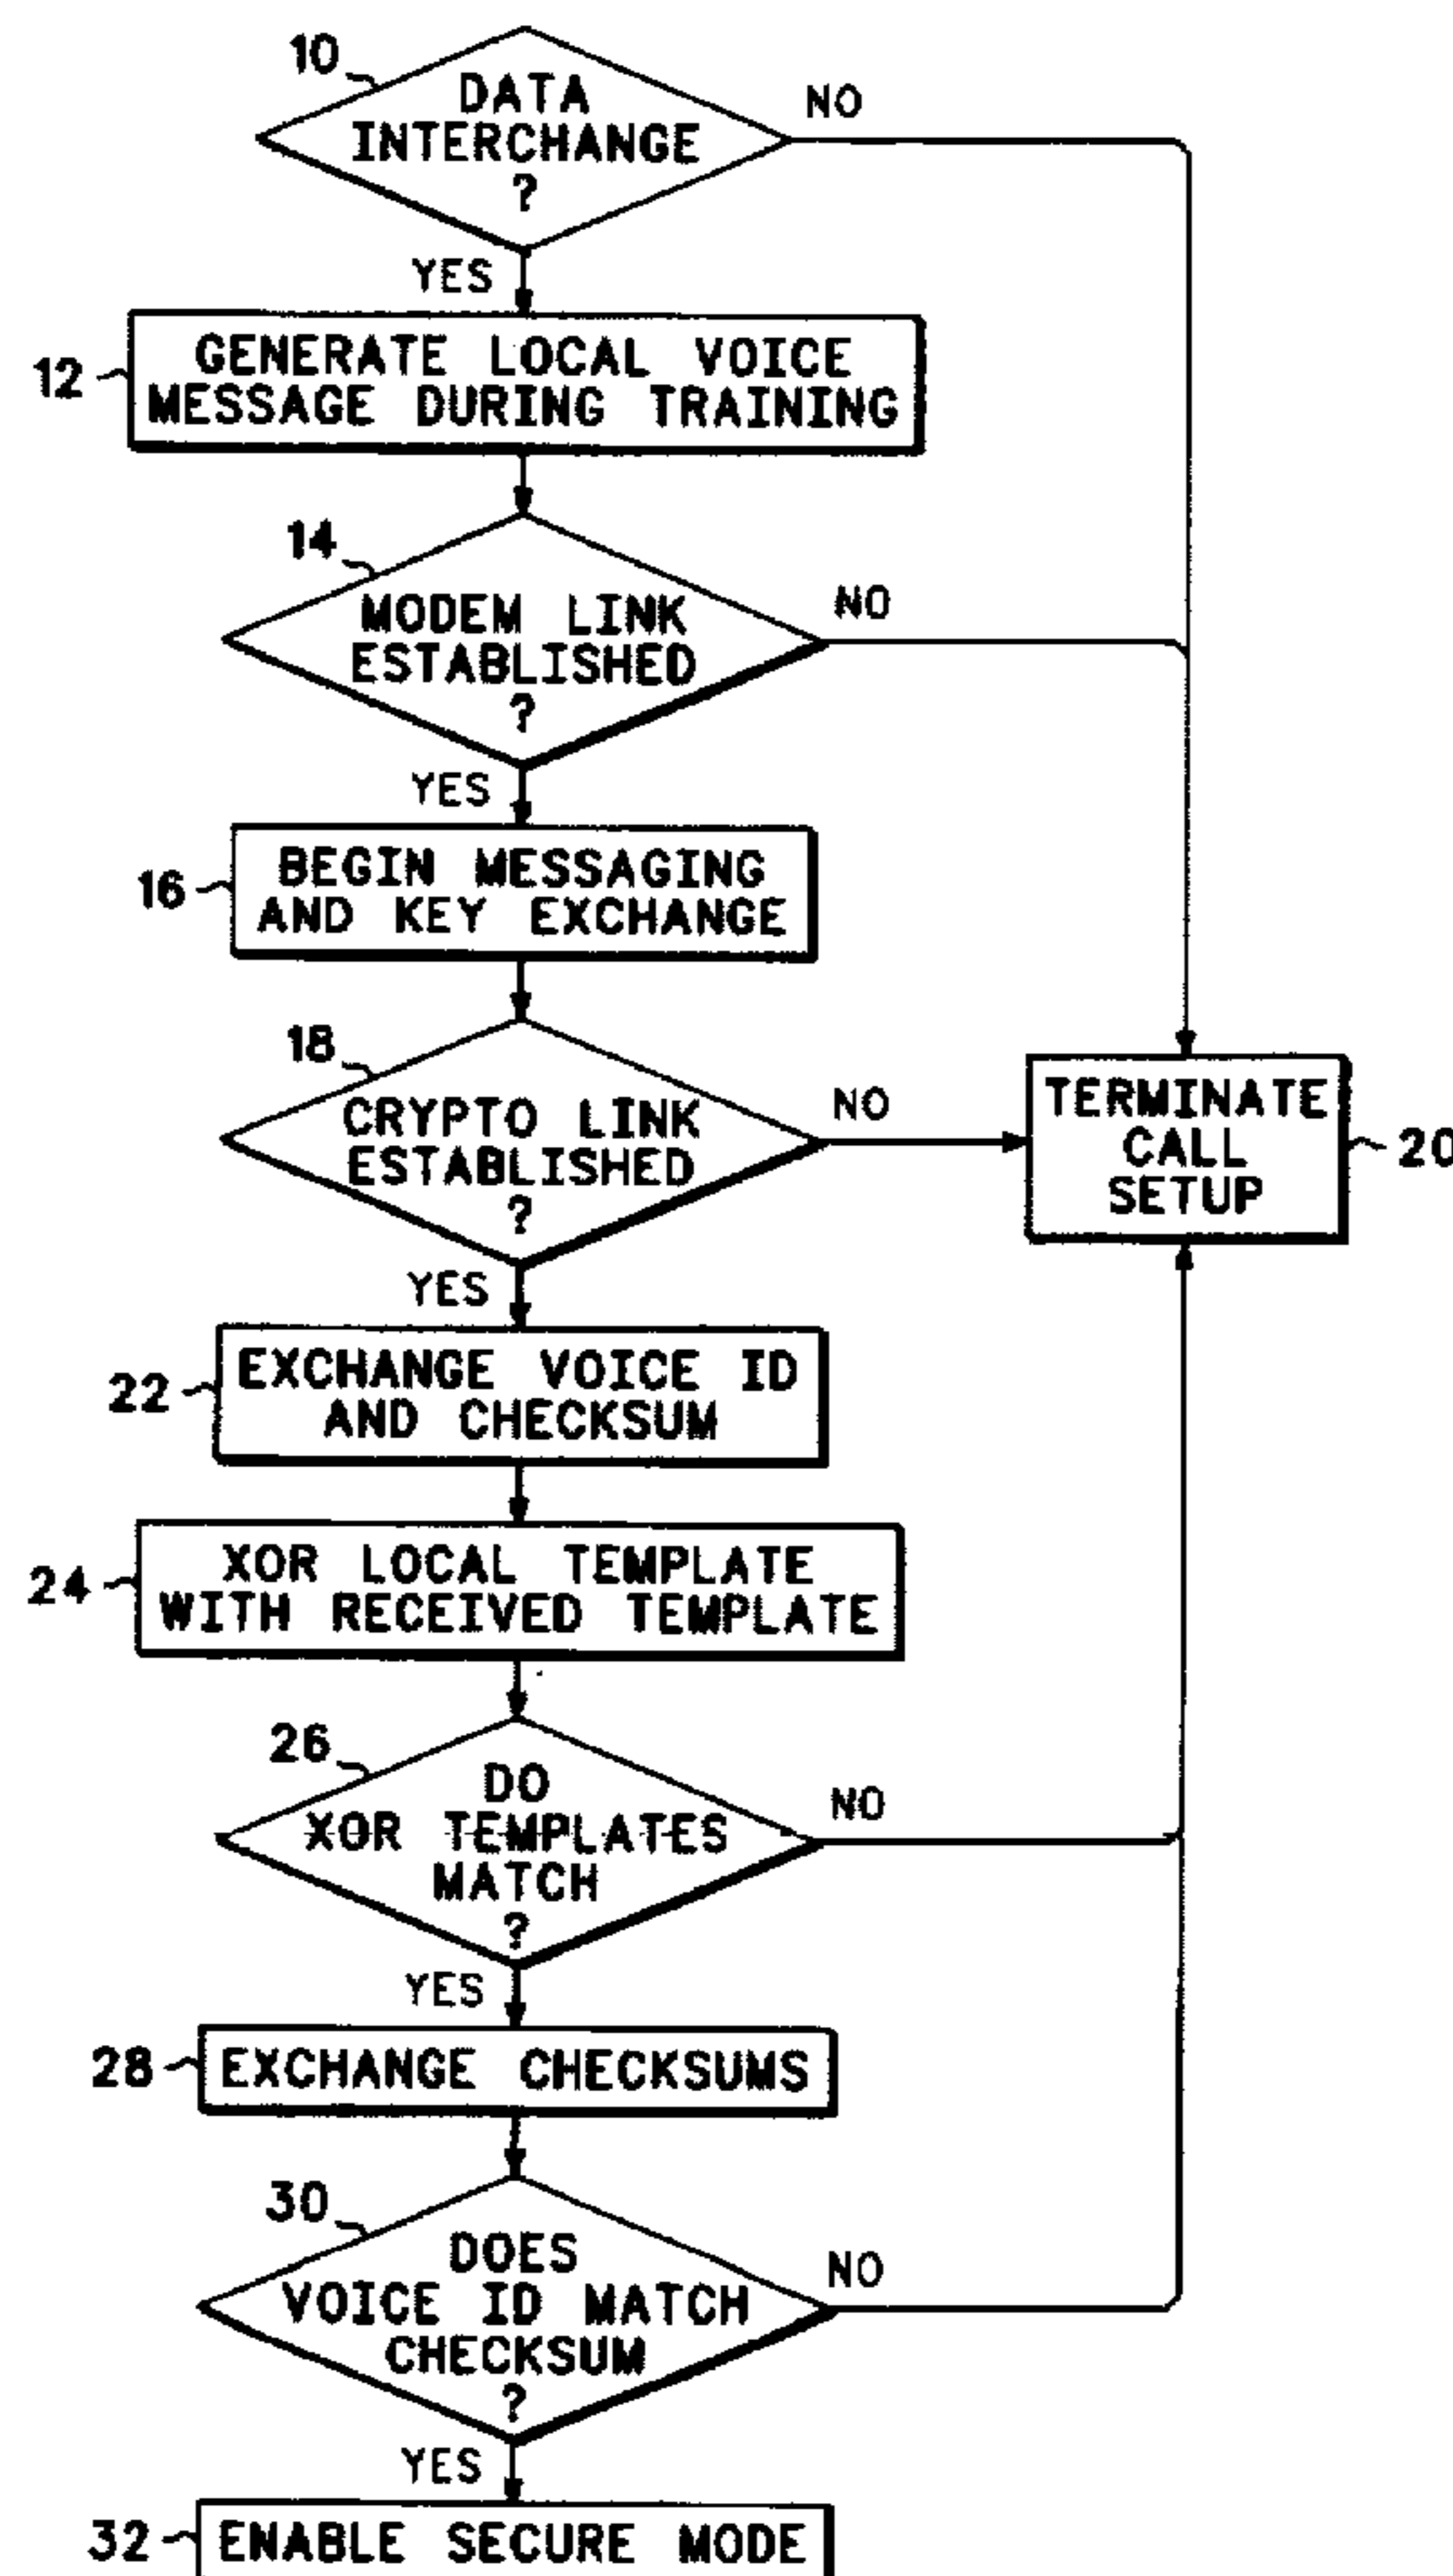 10
DATA
INTERCHANGE
?
NO
YES
12
GENERATE LOCAL VOICE
MESSAGE DURING TRAINING
14
MODEM LINK
ESTABLISHED
?
NO
YES
16
BEGIN MESSAGING
AND KEY EXCHANGE
18
CRYPTO LINK
ESTABLISHED
?
NO
TERMINATE
CALL
SETUP
20
YES
22
EXCHANGE VOICE ID
AND CHECKSUM
24
XOR LOCAL TEMPLATE
WITH RECEIVED TEMPLATE
26
DO
XOR TEMPLATES
MATCH
?
NO
YES
28
EXCHANGE CHECKSUMS
30
DOES
VOICE ID MATCH
CHECKSUM
?
NO
YES
32
ENABLE SECURE MODE